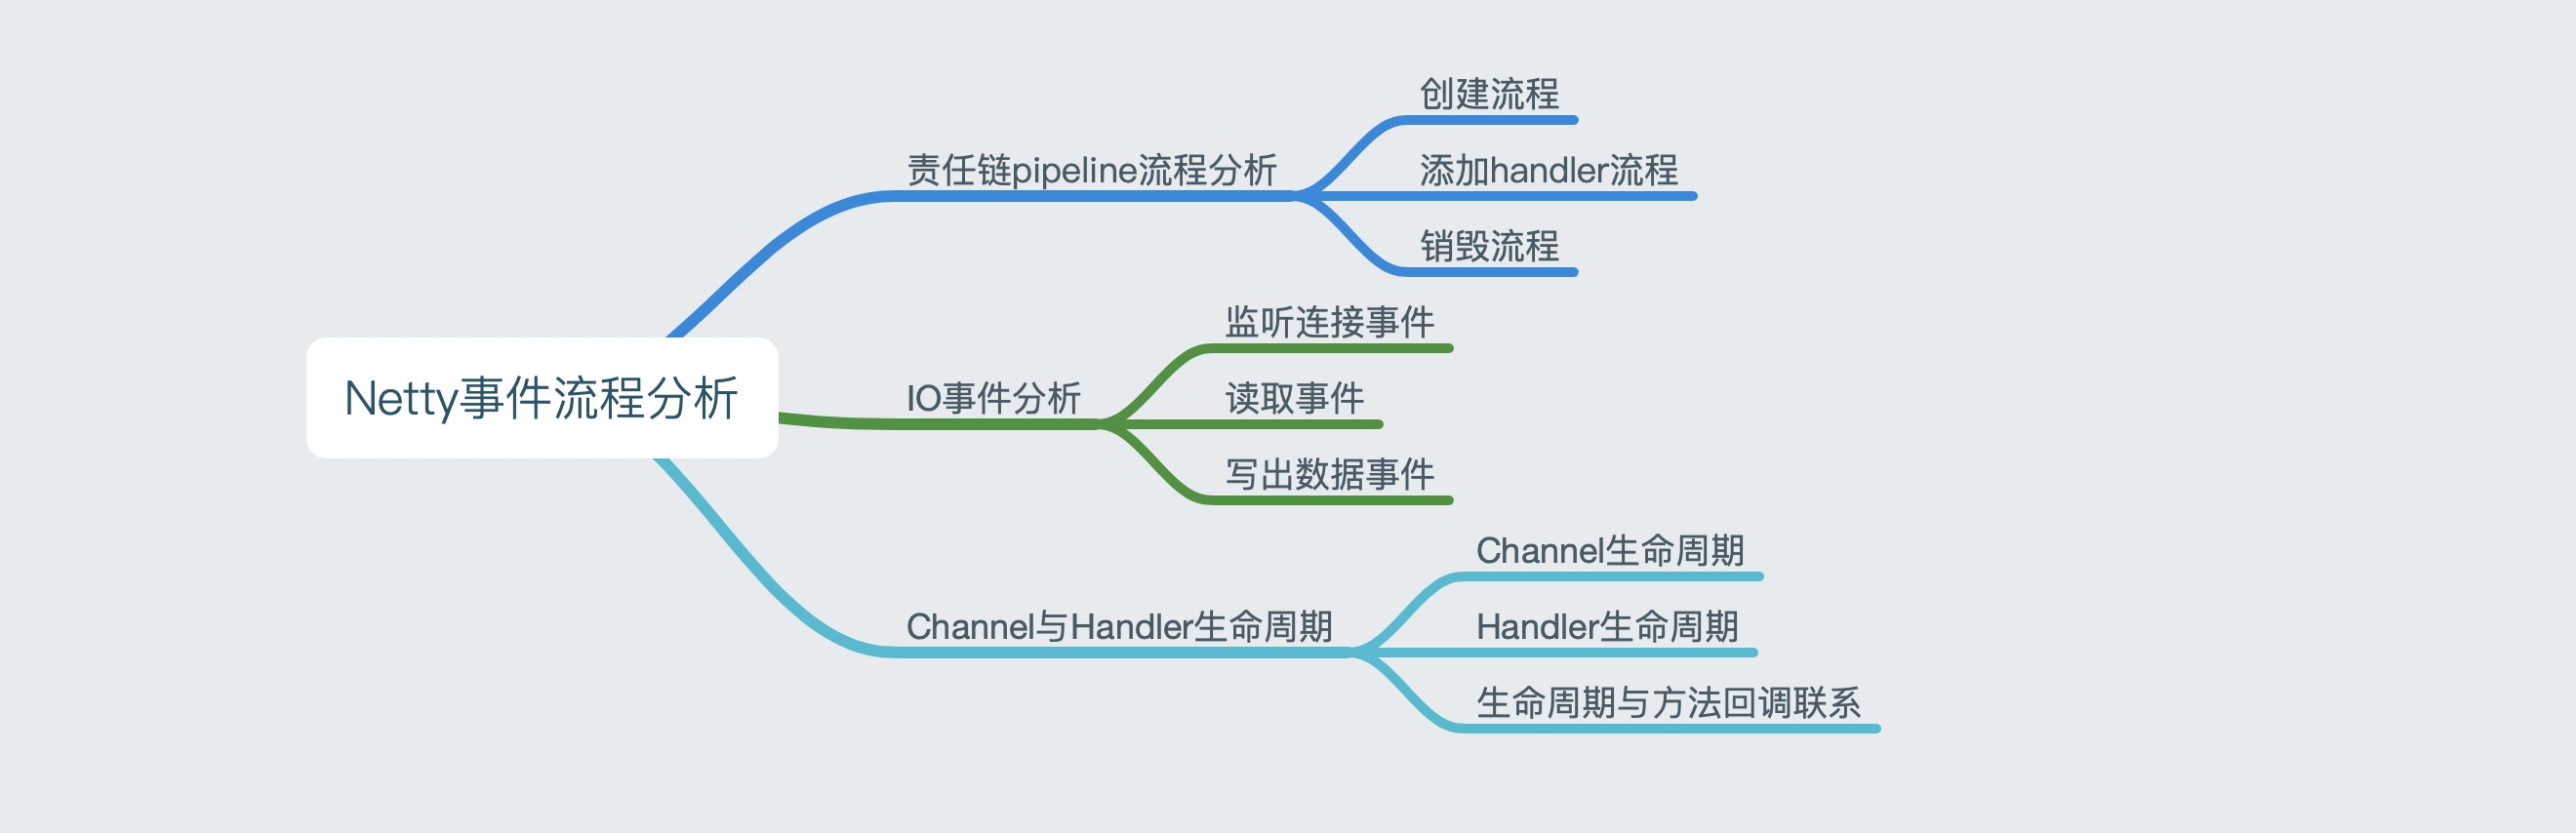 Netty事件流程分析
责任链pipeline流程分析
创建流程
添加handler流程
销毁流程
IO事件分析
监听连接事件
读取事件
写出数据事件
Channel与Handler生命周期
Channel生命周期
Handler生命周期
生命周期与方法回调联系